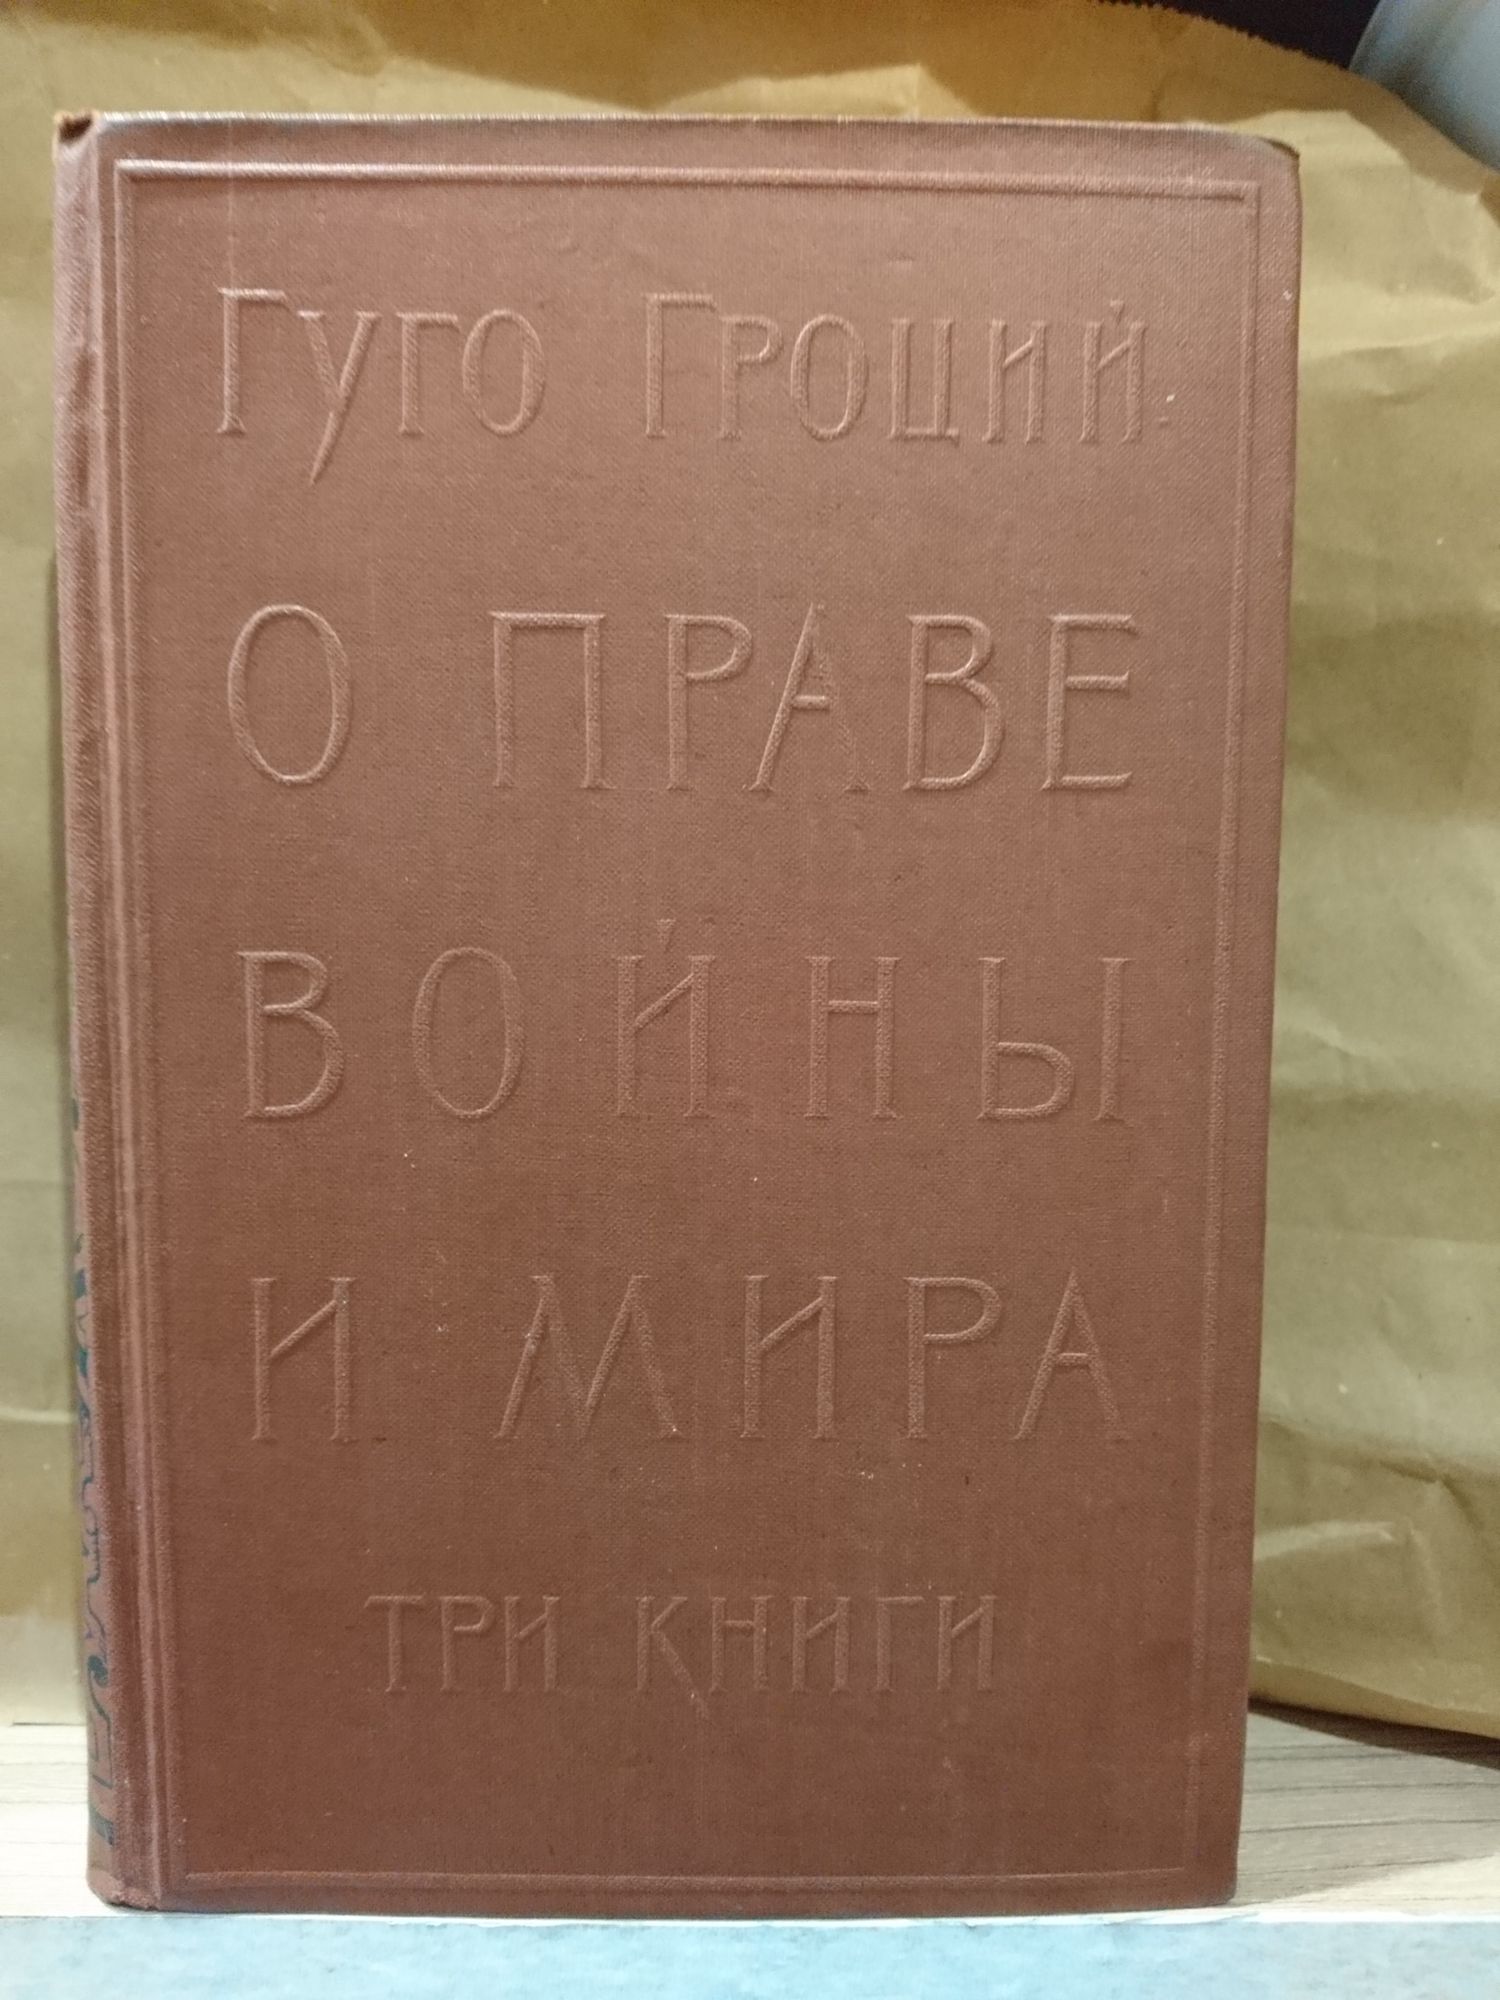 Гуго Гроций
О ПРАВЕ
ВОЙНЫ
И МИРА
ТРИ КНИГИ